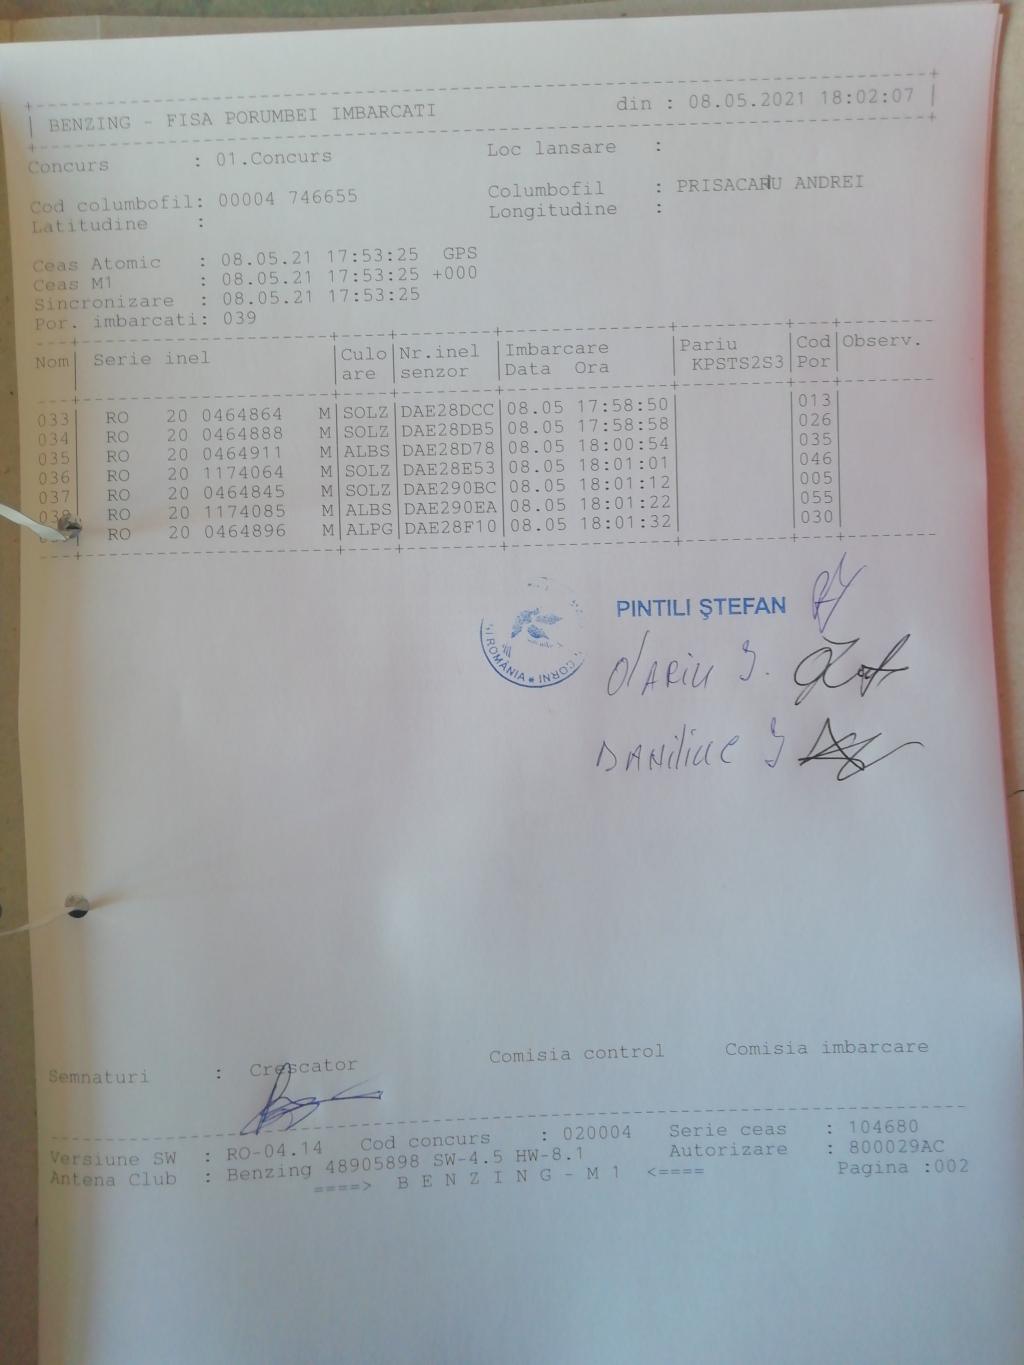 BENZING - FISA PORUMBEI IMBARCATI din : 08.05.2021 18:02:07
Concurs : 01.Concurs Loc lansare :
Cod columbofil: 00004 746655 Columbofil : PRISACARU ANDREI
Latitudine : Longitudine :
Ceas Atomic : 08.05.21 17:53:25 GPS
Ceas M1 : 08.05.21 17:53:25 +000
Sincronizare : 08.05.21 17:53:25
Por. imbarcati: 039
Nom Serie inel Culo Nr.inel Imbarcare Pariu Cod Observ.
are senzor Data Ora KPSTS2S3 Por
033 RO 20 0464864 M SOLZ DAE28DCC 08.05 17:58:50 013
034 RO 20 0464888 M SOLZ DAE28DB5 08.05 17:58:58 026
035 RO 20 0464911 M ALBS DAE28D78 08.05 18:00:54 035
036 RO 20 1174064 M SOLZ DAE28E53 08.05 18:01:01 046
037 RO 20 0464845 M SOLZ DAE290BC 08.05 18:01:12 005
038 RO 20 1174085 M ALBS DAE290EA 08.05 18:01:22 055
RO 20 0464896 M ALPG DAE28F10 08.05 18:01:32 030
PINTILI ŞTEFAN
ROMÂNIA * CORNI
OLARIU I.
DANILIUC I
Semnaturi : Crescator Comisia control Comisia imbarcare
Versiune SW : RO-04.14 Cod concurs : 020004 Serie ceas : 104680
Antena Club : Benzing 48905898 SW-4.5 HW-8.1 Autorizare : 800029AC
====> B E N Z I N G - M 1 <==== Pagina :002